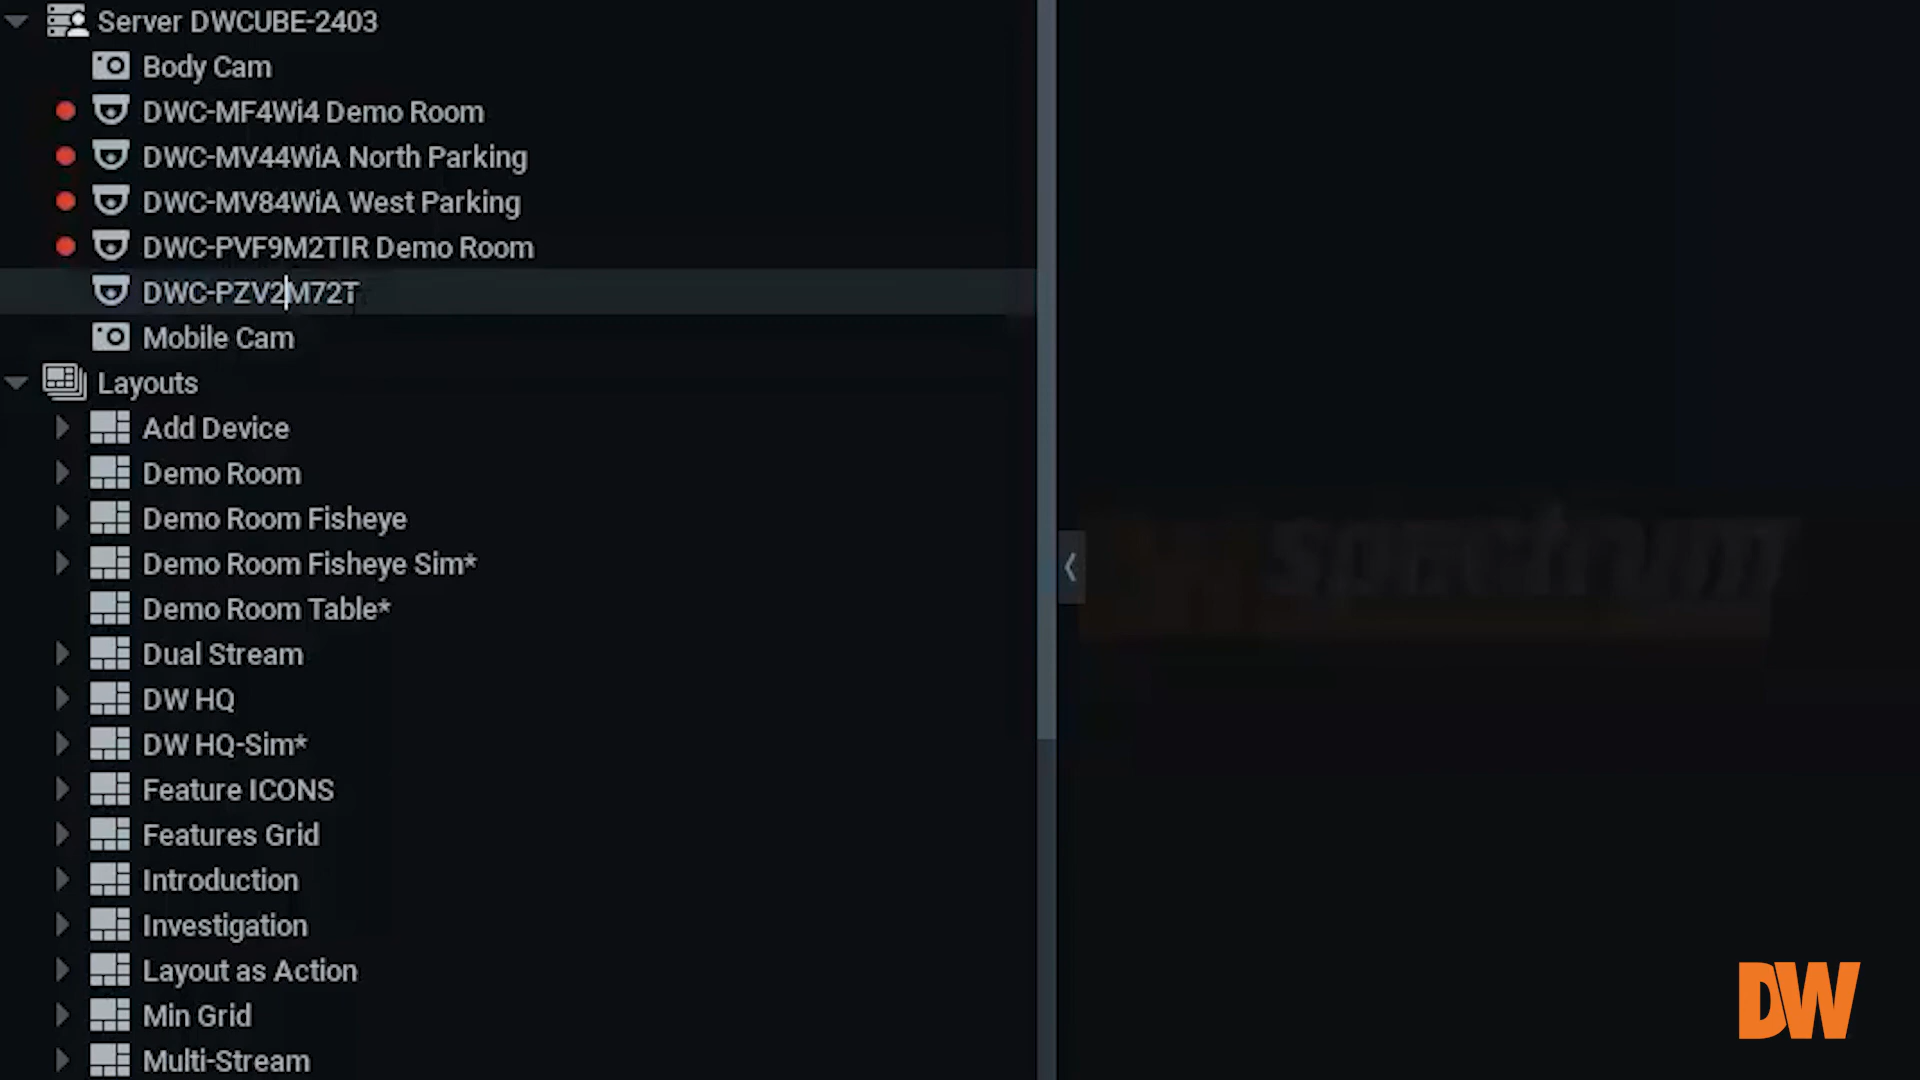 Server DWCUBE-2403
Body Cam
DWC-MF4Wi4 Demo Room
DWC-MV44WiA North Parking
DWC-MV84WiA West Parking
DWC-PVF9M2TIR Demo Room
DWC-PZV2M72T
Mobile Cam
Layouts
Add Device
Demo Room
Demo Room Fisheye
Demo Room Fisheye Sim*
Demo Room Table*
Dual Stream
DW HQ
DW HQ-Sim*
Feature ICONS
Features Grid
Introduction
Investigation
Layout as Action
Min Grid
Multi-Stream
spectrum
DW